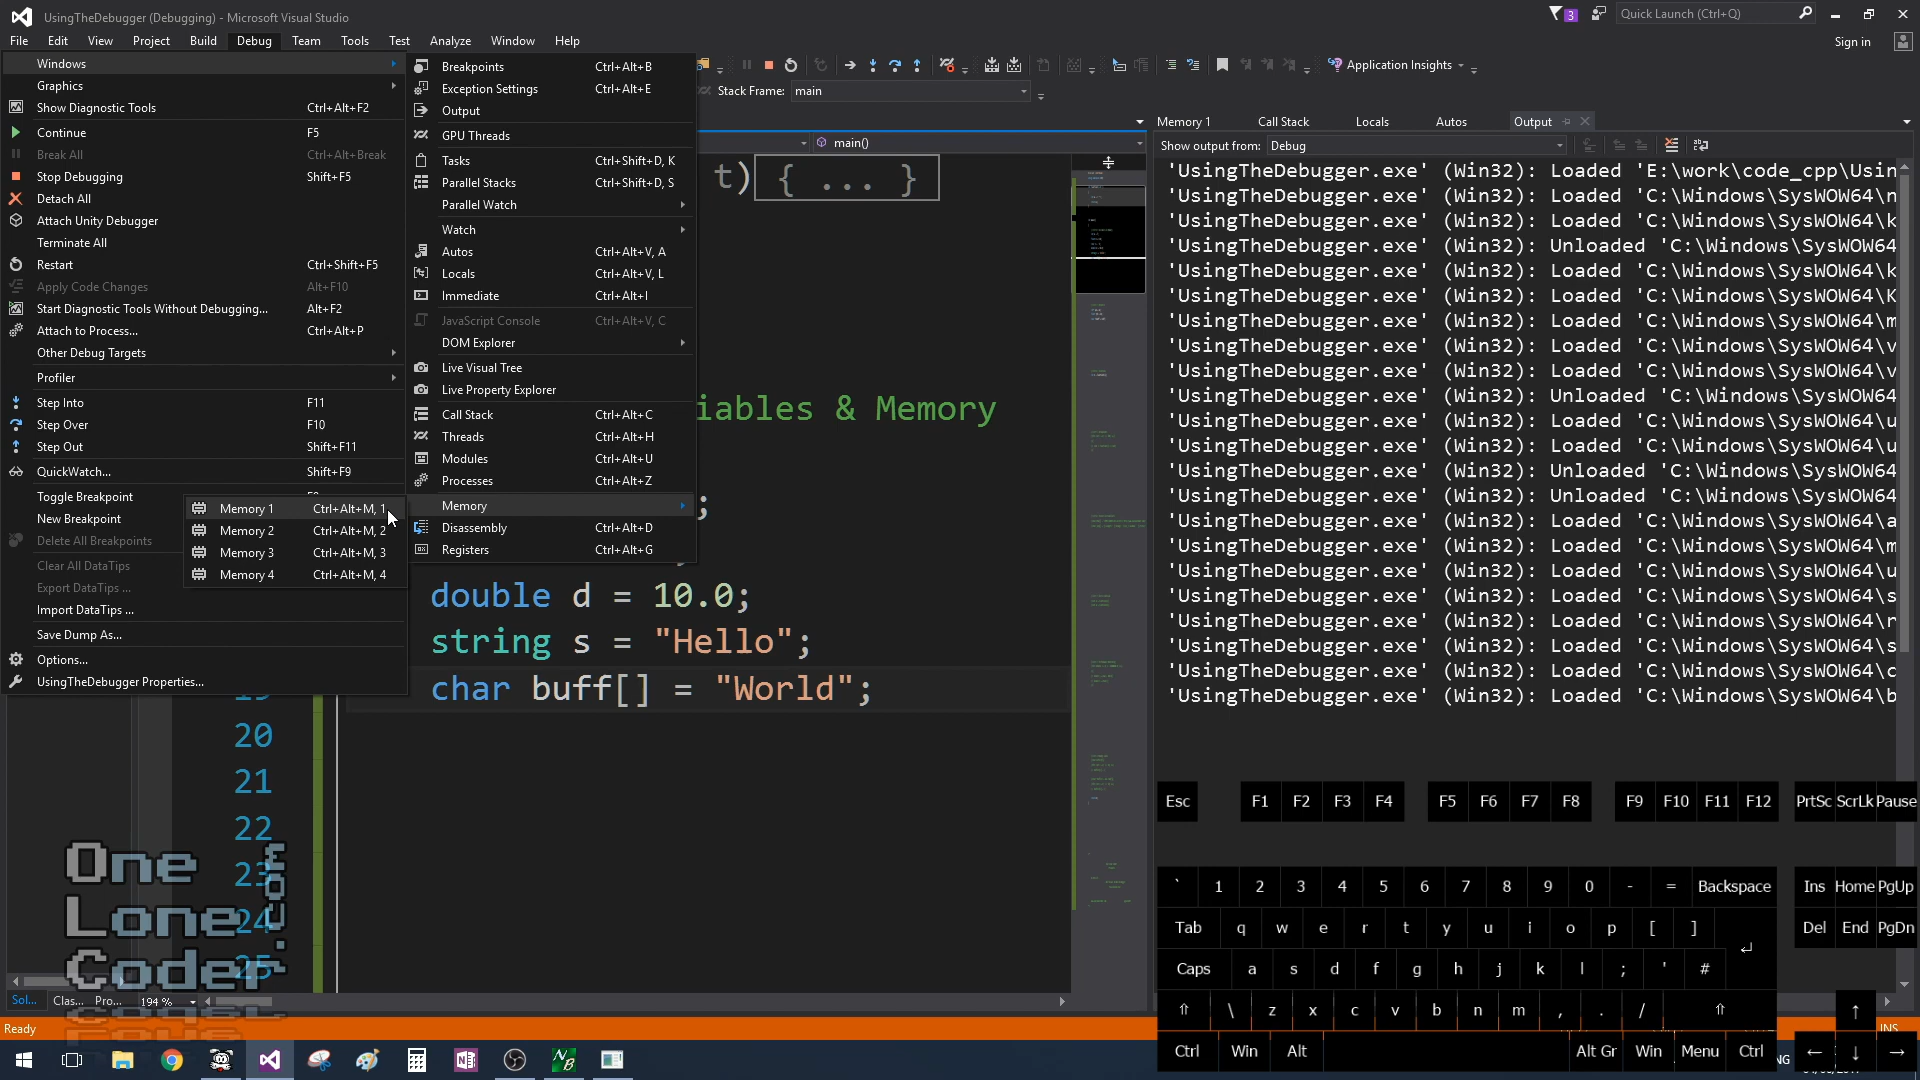 UsingTheDebugger (Debugging) - Microsoft Visual Studio
3
Quick Launch (Ctrl+Q)
File Edit View Project Build Debug Team Tools Test Analyze Window Help
Sign in
Windows
Graphics
Show Diagnostic Tools Ctrl+Alt+F2
Continue F5
Break All Ctrl+Alt+Break
Stop Debugging Shift+F5
Detach All
Attach Unity Debugger
Terminate All
Restart Ctrl+Shift+F5
Apply Code Changes Alt+F10
Start Diagnostic Tools Without Debugging... Alt+F2
Attach to Process... Ctrl+Alt+P
Other Debug Targets
Profiler
Step Into F11
Step Over F10
Step Out Shift+F11
QuickWatch... Shift+F9
Toggle Breakpoint
New Breakpoint
Delete All Breakpoints
Clear All DataTips
Export DataTips ...
Import DataTips ...
Save Dump As...
Options...
UsingTheDebugger Properties...
Memory 1 Ctrl+Alt+M, 1
Memory 2 Ctrl+Alt+M, 2
Memory 3 Ctrl+Alt+M, 3
Memory 4 Ctrl+Alt+M, 4
Breakpoints Ctrl+Alt+B
Exception Settings Ctrl+Alt+E
Output
GPU Threads
Tasks Ctrl+Shift+D, K
Parallel Stacks Ctrl+Shift+D, S
Parallel Watch
Watch
Autos Ctrl+Alt+V, A
Locals Ctrl+Alt+V, L
Immediate Ctrl+Alt+I
JavaScript Console Ctrl+Alt+V, C
DOM Explorer
Live Visual Tree
Live Property Explorer
Call Stack Ctrl+Alt+C
Threads Ctrl+Alt+H
Modules Ctrl+Alt+U
Processes Ctrl+Alt+Z
Memory
Disassembly Ctrl+Alt+D
Registers Ctrl+Alt+G
Application Insights
Stack Frame: main
main()
t) { ... }
iables & Memory
;
double d = 10.0;
string s = "Hello";
char buff[] = "World";
20
21
22
23
24
25
One
Lone
Coder
Sol... Clas... Pro... 194 %
Ready
INS
Memory 1 Call Stack Locals Autos Output
Show output from: Debug
'UsingTheDebugger.exe' (Win32): Loaded 'E:\work\code_cpp\Usin
'UsingTheDebugger.exe' (Win32): Loaded 'C:\Windows\SysWOW64\n
'UsingTheDebugger.exe' (Win32): Loaded 'C:\Windows\SysWOW64\k
'UsingTheDebugger.exe' (Win32): Unloaded 'C:\Windows\SysWOW64
'UsingTheDebugger.exe' (Win32): Loaded 'C:\Windows\SysWOW64\k
'UsingTheDebugger.exe' (Win32): Loaded 'C:\Windows\SysWOW64\K
'UsingTheDebugger.exe' (Win32): Loaded 'C:\Windows\SysWOW64\m
'UsingTheDebugger.exe' (Win32): Loaded 'C:\Windows\SysWOW64\v
'UsingTheDebugger.exe' (Win32): Loaded 'C:\Windows\SysWOW64\v
'UsingTheDebugger.exe' (Win32): Unloaded 'C:\Windows\SysWOW64
'UsingTheDebugger.exe' (Win32): Loaded 'C:\Windows\SysWOW64\u
'UsingTheDebugger.exe' (Win32): Loaded 'C:\Windows\SysWOW64\u
'UsingTheDebugger.exe' (Win32): Unloaded 'C:\Windows\SysWOW64
'UsingTheDebugger.exe' (Win32): Unloaded 'C:\Windows\SysWOW64
'UsingTheDebugger.exe' (Win32): Loaded 'C:\Windows\SysWOW64\a
'UsingTheDebugger.exe' (Win32): Loaded 'C:\Windows\SysWOW64\m
'UsingTheDebugger.exe' (Win32): Loaded 'C:\Windows\SysWOW64\u
'UsingTheDebugger.exe' (Win32): Loaded 'C:\Windows\SysWOW64\s
'UsingTheDebugger.exe' (Win32): Loaded 'C:\Windows\SysWOW64\r
'UsingTheDebugger.exe' (Win32): Loaded 'C:\Windows\SysWOW64\s
'UsingTheDebugger.exe' (Win32): Loaded 'C:\Windows\SysWOW64\c
'UsingTheDebugger.exe' (Win32): Loaded 'C:\Windows\SysWOW64\b
Esc F1 F2 F3 F4 F5 F6 F7 F8 F9 F10 F11 F12 PrtSc ScrLk Pause
` 1 2 3 4 5 6 7 8 9 0 - = Backspace Ins Home PgUp
Tab q w e r t y u i o p [ ] Del End PgDn
Caps a s d f g h j k l ; ' #
\ z x c v b n m , . /
Ctrl Win Alt Alt Gr Win Menu Ctrl